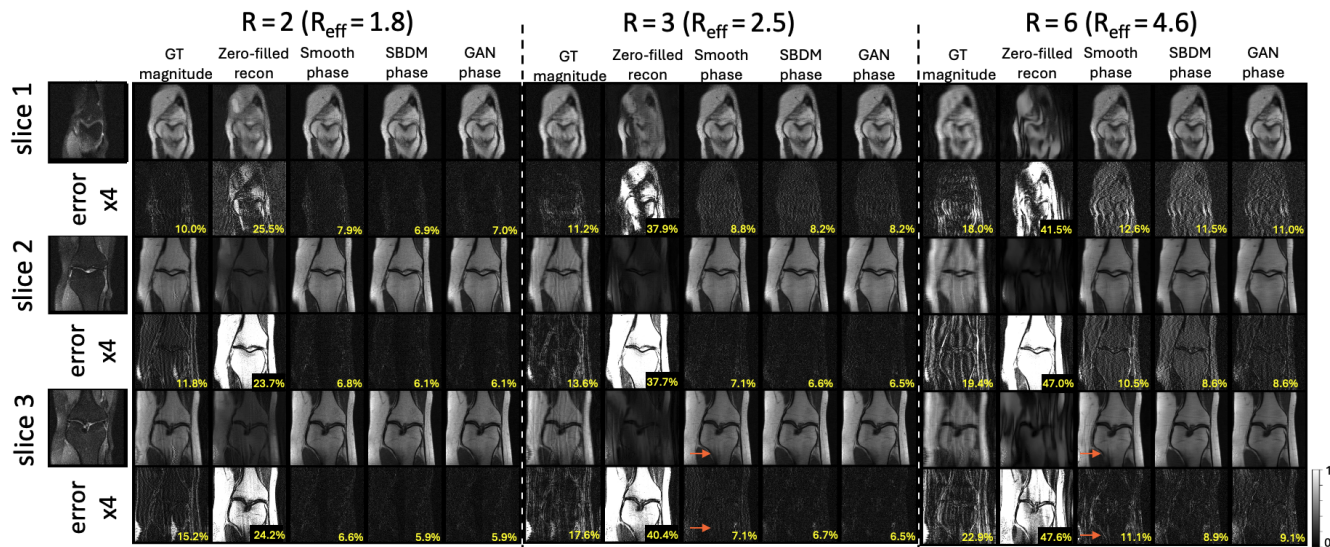 R = 2 (Reff = 1.8) R = 3 (Reff = 2.5) R = 6 (Reff = 4.6)
GT Zero-filled Smooth SBDM GAN GT Zero-filled Smooth SBDM GAN GT Zero-filled Smooth SBDM GAN
magnitude recon phase phase phase magnitude recon phase phase phase magnitude recon phase phase phase
slice 1
error x4
10.0% 25.5% 7.9% 6.9% 7.0% 11.2% 37.9% 8.8% 8.2% 8.2% 18.0% 41.5% 12.6% 11.5% 11.0%
slice 2
error x4
11.8% 23.7% 6.8% 6.1% 6.1% 13.6% 37.7% 7.1% 6.6% 6.5% 19.4% 47.0% 10.5% 8.6% 8.6%
slice 3
error x4
15.2% 24.2% 6.6% 5.9% 5.9% 17.6% 40.4% 7.1% 6.7% 6.5% 22.9% 47.6% 11.1% 8.9% 9.1%
1
0